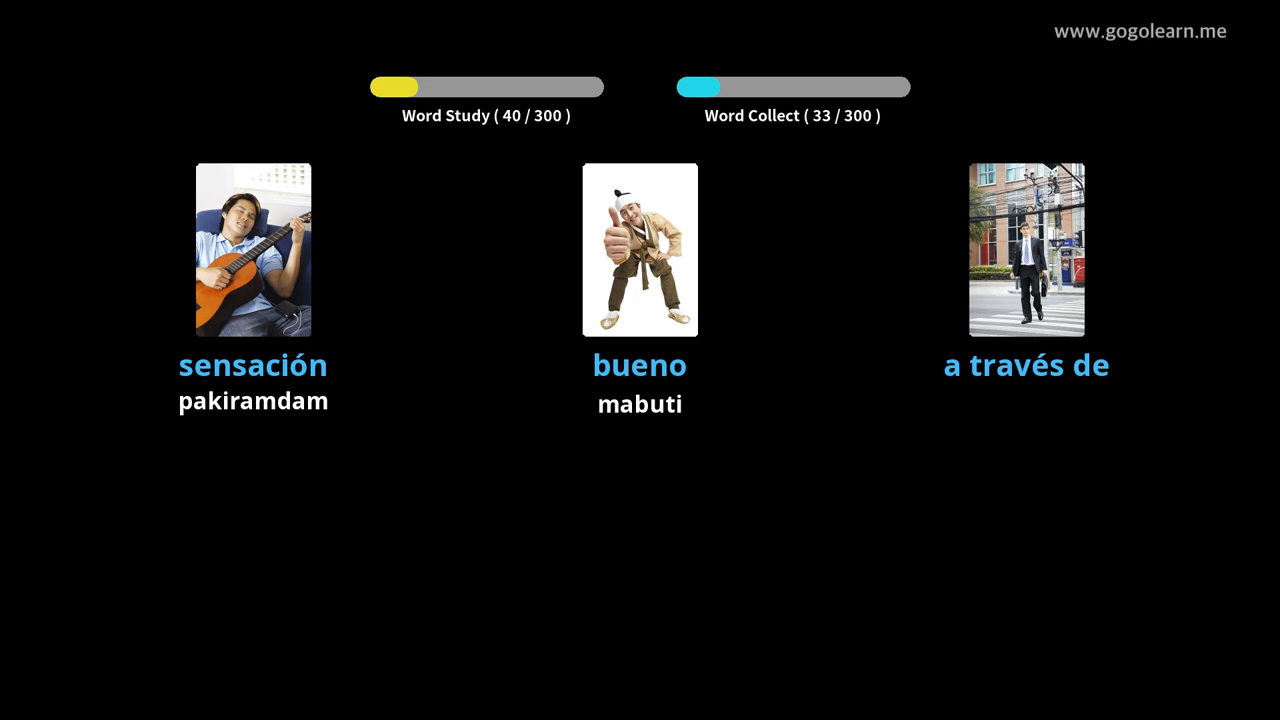 www.gogolearn.me
Word Study ( 40 / 300 )
Word Collect ( 33 / 300 )
sensación
pakiramdam
bueno
mabuti
a través de